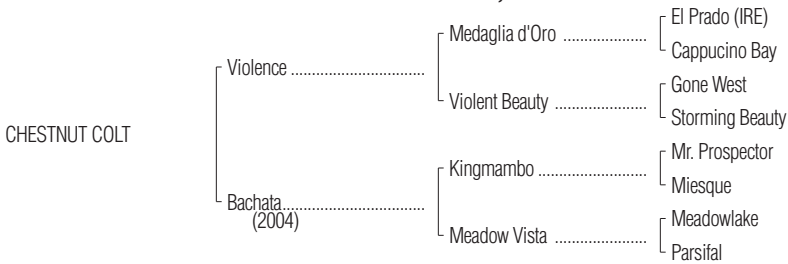 El Prado (IRE)
Medaglia d'Oro ....................
Cappucino Bay
Violence ................................
Gone West
Violent Beauty ......................
Storming Beauty
CHESTNUT COLT
Mr. Prospector
Kingmambo ..........................
Miesque
Bachata..................................
(2004)
Meadowlake
Meadow Vista ......................
Parsifal